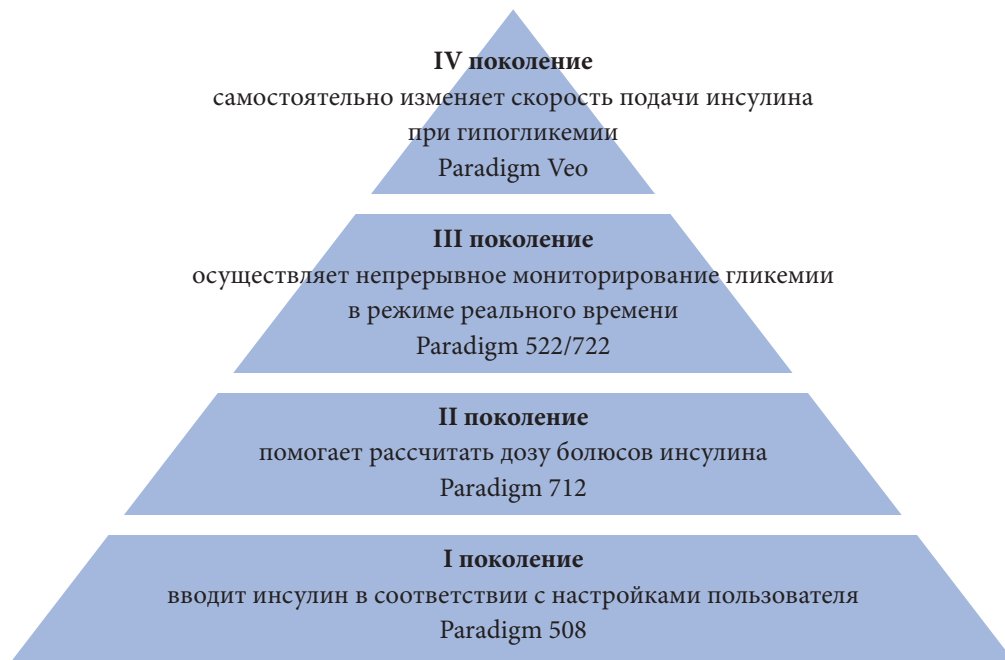 IV поколение
самостоятельно изменяет скорость подачи инсулина
при гипогликемии
Paradigm Veo
III поколение
осуществляет непрерывное мониторирование гликемии
в режиме реального времени
Paradigm 522/722
II поколение
помогает рассчитать дозу болюсов инсулина
Paradigm 712
I поколение
вводит инсулин в соответствии с настройками пользователя
Paradigm 508